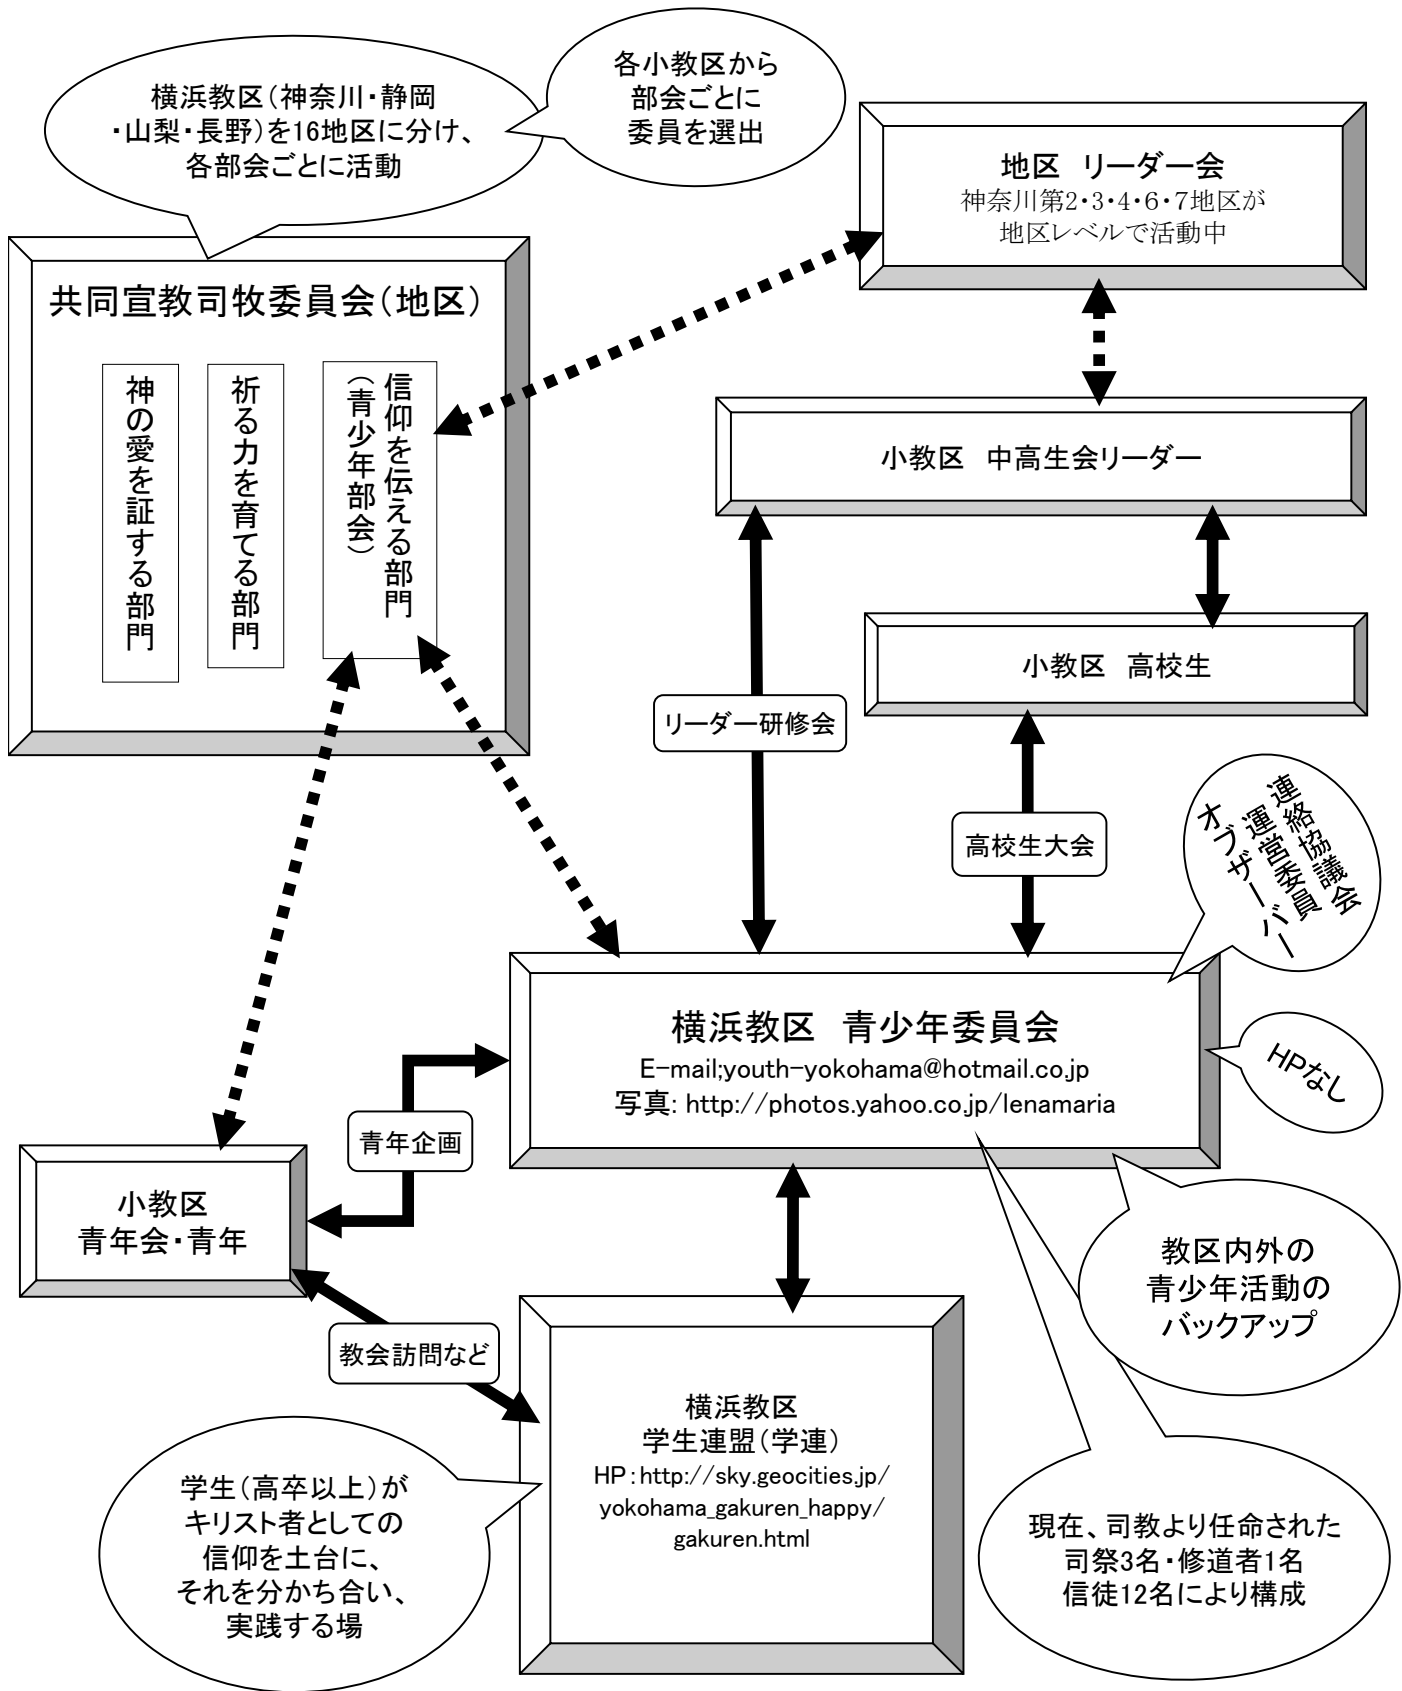 横浜教区（神奈川・静岡
・山梨・長野）を16地区に分け、
各部会ごとに活動
各小教区から
部会ごとに
委員を選出
地区　リーダー会
神奈川第2・3・4・6・7地区が
地区レベルで活動中
共同宣教司牧委員会（地区）
信仰を伝える部門
（青少年部会）
祈る力を育てる部門
神の愛を証する部門
小教区　中高生会リーダー
小教区　高校生
リーダー研修会
高校生大会
連絡協議会
運営委員
オブザーバー
横浜教区　青少年委員会
E-mail;youth-yokohama@hotmail.co.jp
写真: http://photos.yahoo.co.jp/lenamaria
HPなし
青年企画
小教区
青年会・青年
教区内外の
青少年活動の
バックアップ
教会訪問など
横浜教区
学生連盟（学連）
HP：http://sky.geocities.jp/
yokohama_gakuren_happy/
gakuren.html
学生（高卒以上）が
キリスト者としての
信仰を土台に、
それを分かち合い、
実践する場
現在、司教より任命された
司祭3名・修道者1名
信徒12名により構成